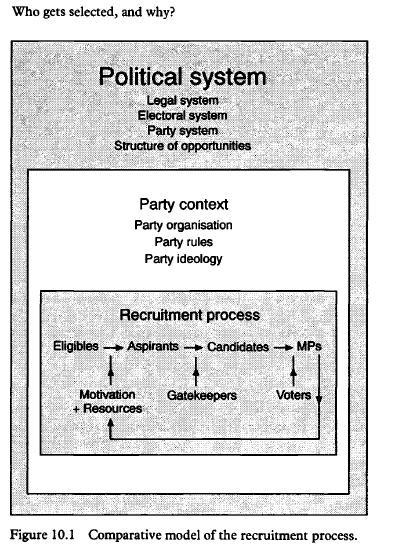 Who gets selected, and why?
Political system
Legal system
Electoral system
Party system
Structure of opportunities
Party context
Party organisation
Party rules
Party ideology
Recruitment process
Eligibles → Aspirants → Candidates → MPs
Motivation Gatekeepers Voters
+ Resources
Figure 10.1 Comparative model of the recruitment process.